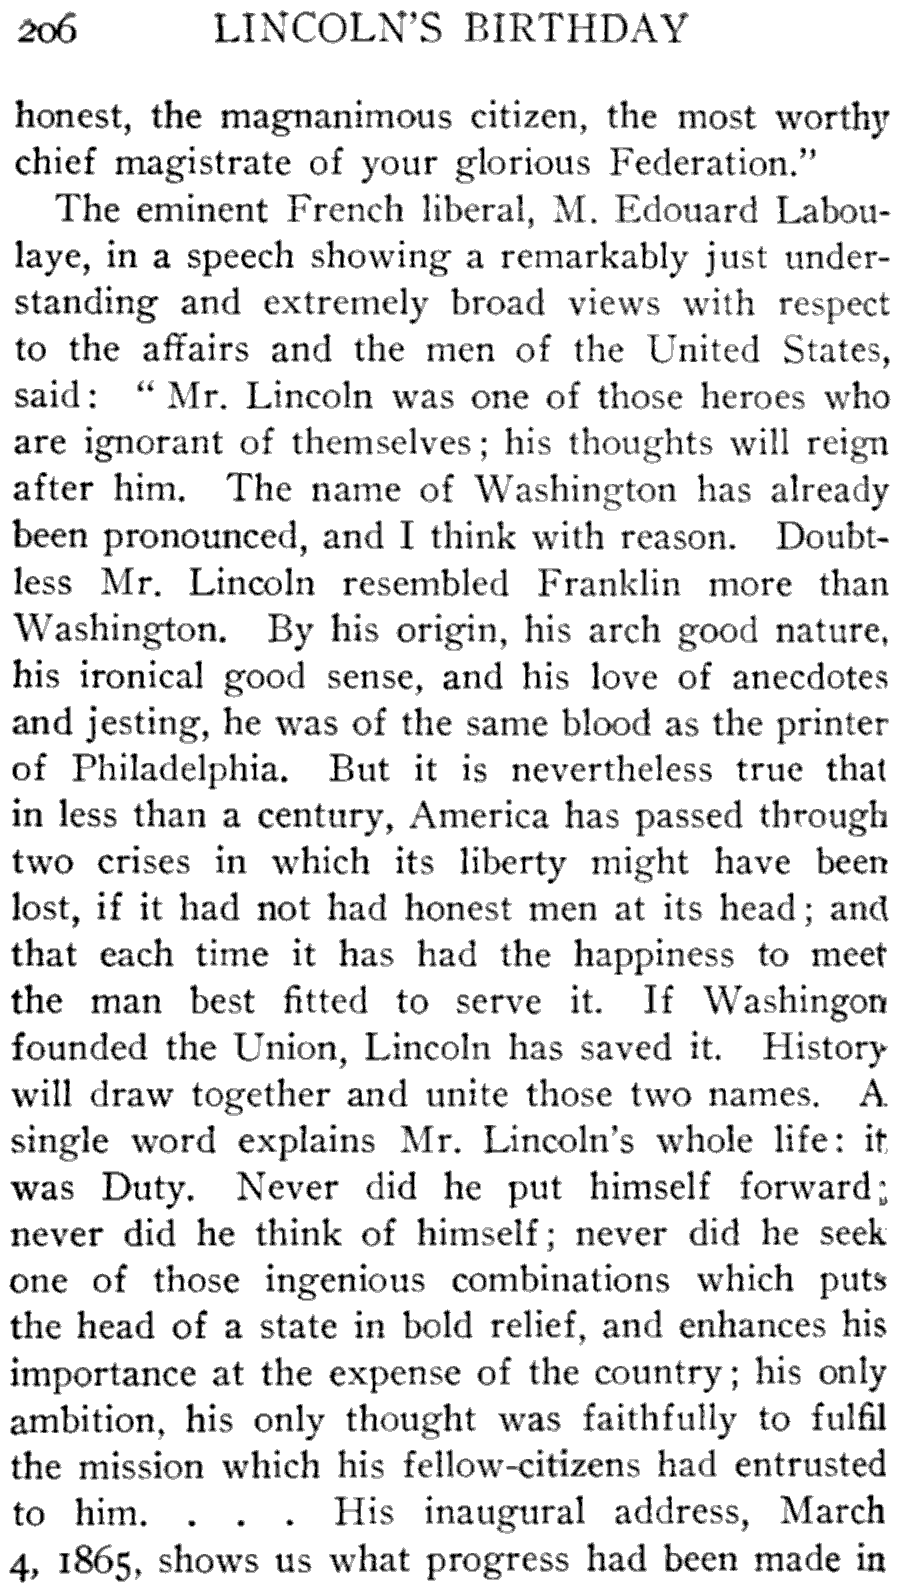 206 LINCOLN'S BIRTHDAY
honest, the magnanimous citizen, the most worthy
chief magistrate of your glorious Federation."
The eminent French liberal, M. Edouard Labou-
laye, in a speech showing a remarkably just under-
standing and extremely broad views with respect
to the affairs and the men of the United States,
said: "Mr. Lincoln was one of those heroes who
are ignorant of themselves; his thoughts will reign
after him. The name of Washington has already
been pronounced, and I think with reason. Doubt-
less Mr. Lincoln resembled Franklin more than
Washington. By his origin, his arch good nature,
his ironical good sense, and his love of anecdotes
and jesting, he was of the same blood as the printer
of Philadelphia. But it is nevertheless true that
in less than a century, America has passed through
two crises in which its liberty might have been
lost, if it had not had honest men at its head; and
that each time it has had the happiness to meet
the man best fitted to serve it. If Washingon
founded the Union, Lincoln has saved it. History
will draw together and unite those two names. A
single word explains Mr. Lincoln's whole life: it
was Duty. Never did he put himself forward;
never did he think of himself; never did he seek
one of those ingenious combinations which puts
the head of a state in bold relief, and enhances his
importance at the expense of the country; his only
ambition, his only thought was faithfully to fulfil
the mission which his fellow-citizens had entrusted
to him. . . . His inaugural address, March
4, 1865, shows us what progress had been made in